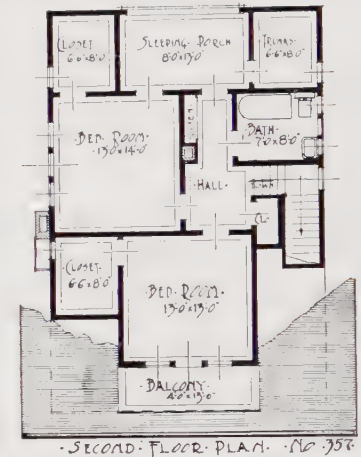 CLOSET
6'6"x8'0"
SLEEPING PORCH
8'0"x13'0"
TRUNKS
6'6"x8'0"
BED ROOM
13'0"x14'0"
LINEN
BATH
7'0"x8'0"
HALL
CL.
CLOSET
6'6"x8'0"
BED ROOM
13'0"x13'0"
BALCONY
4'0"x13'0"
·SECOND·FLOOR·PLAN·No·357·